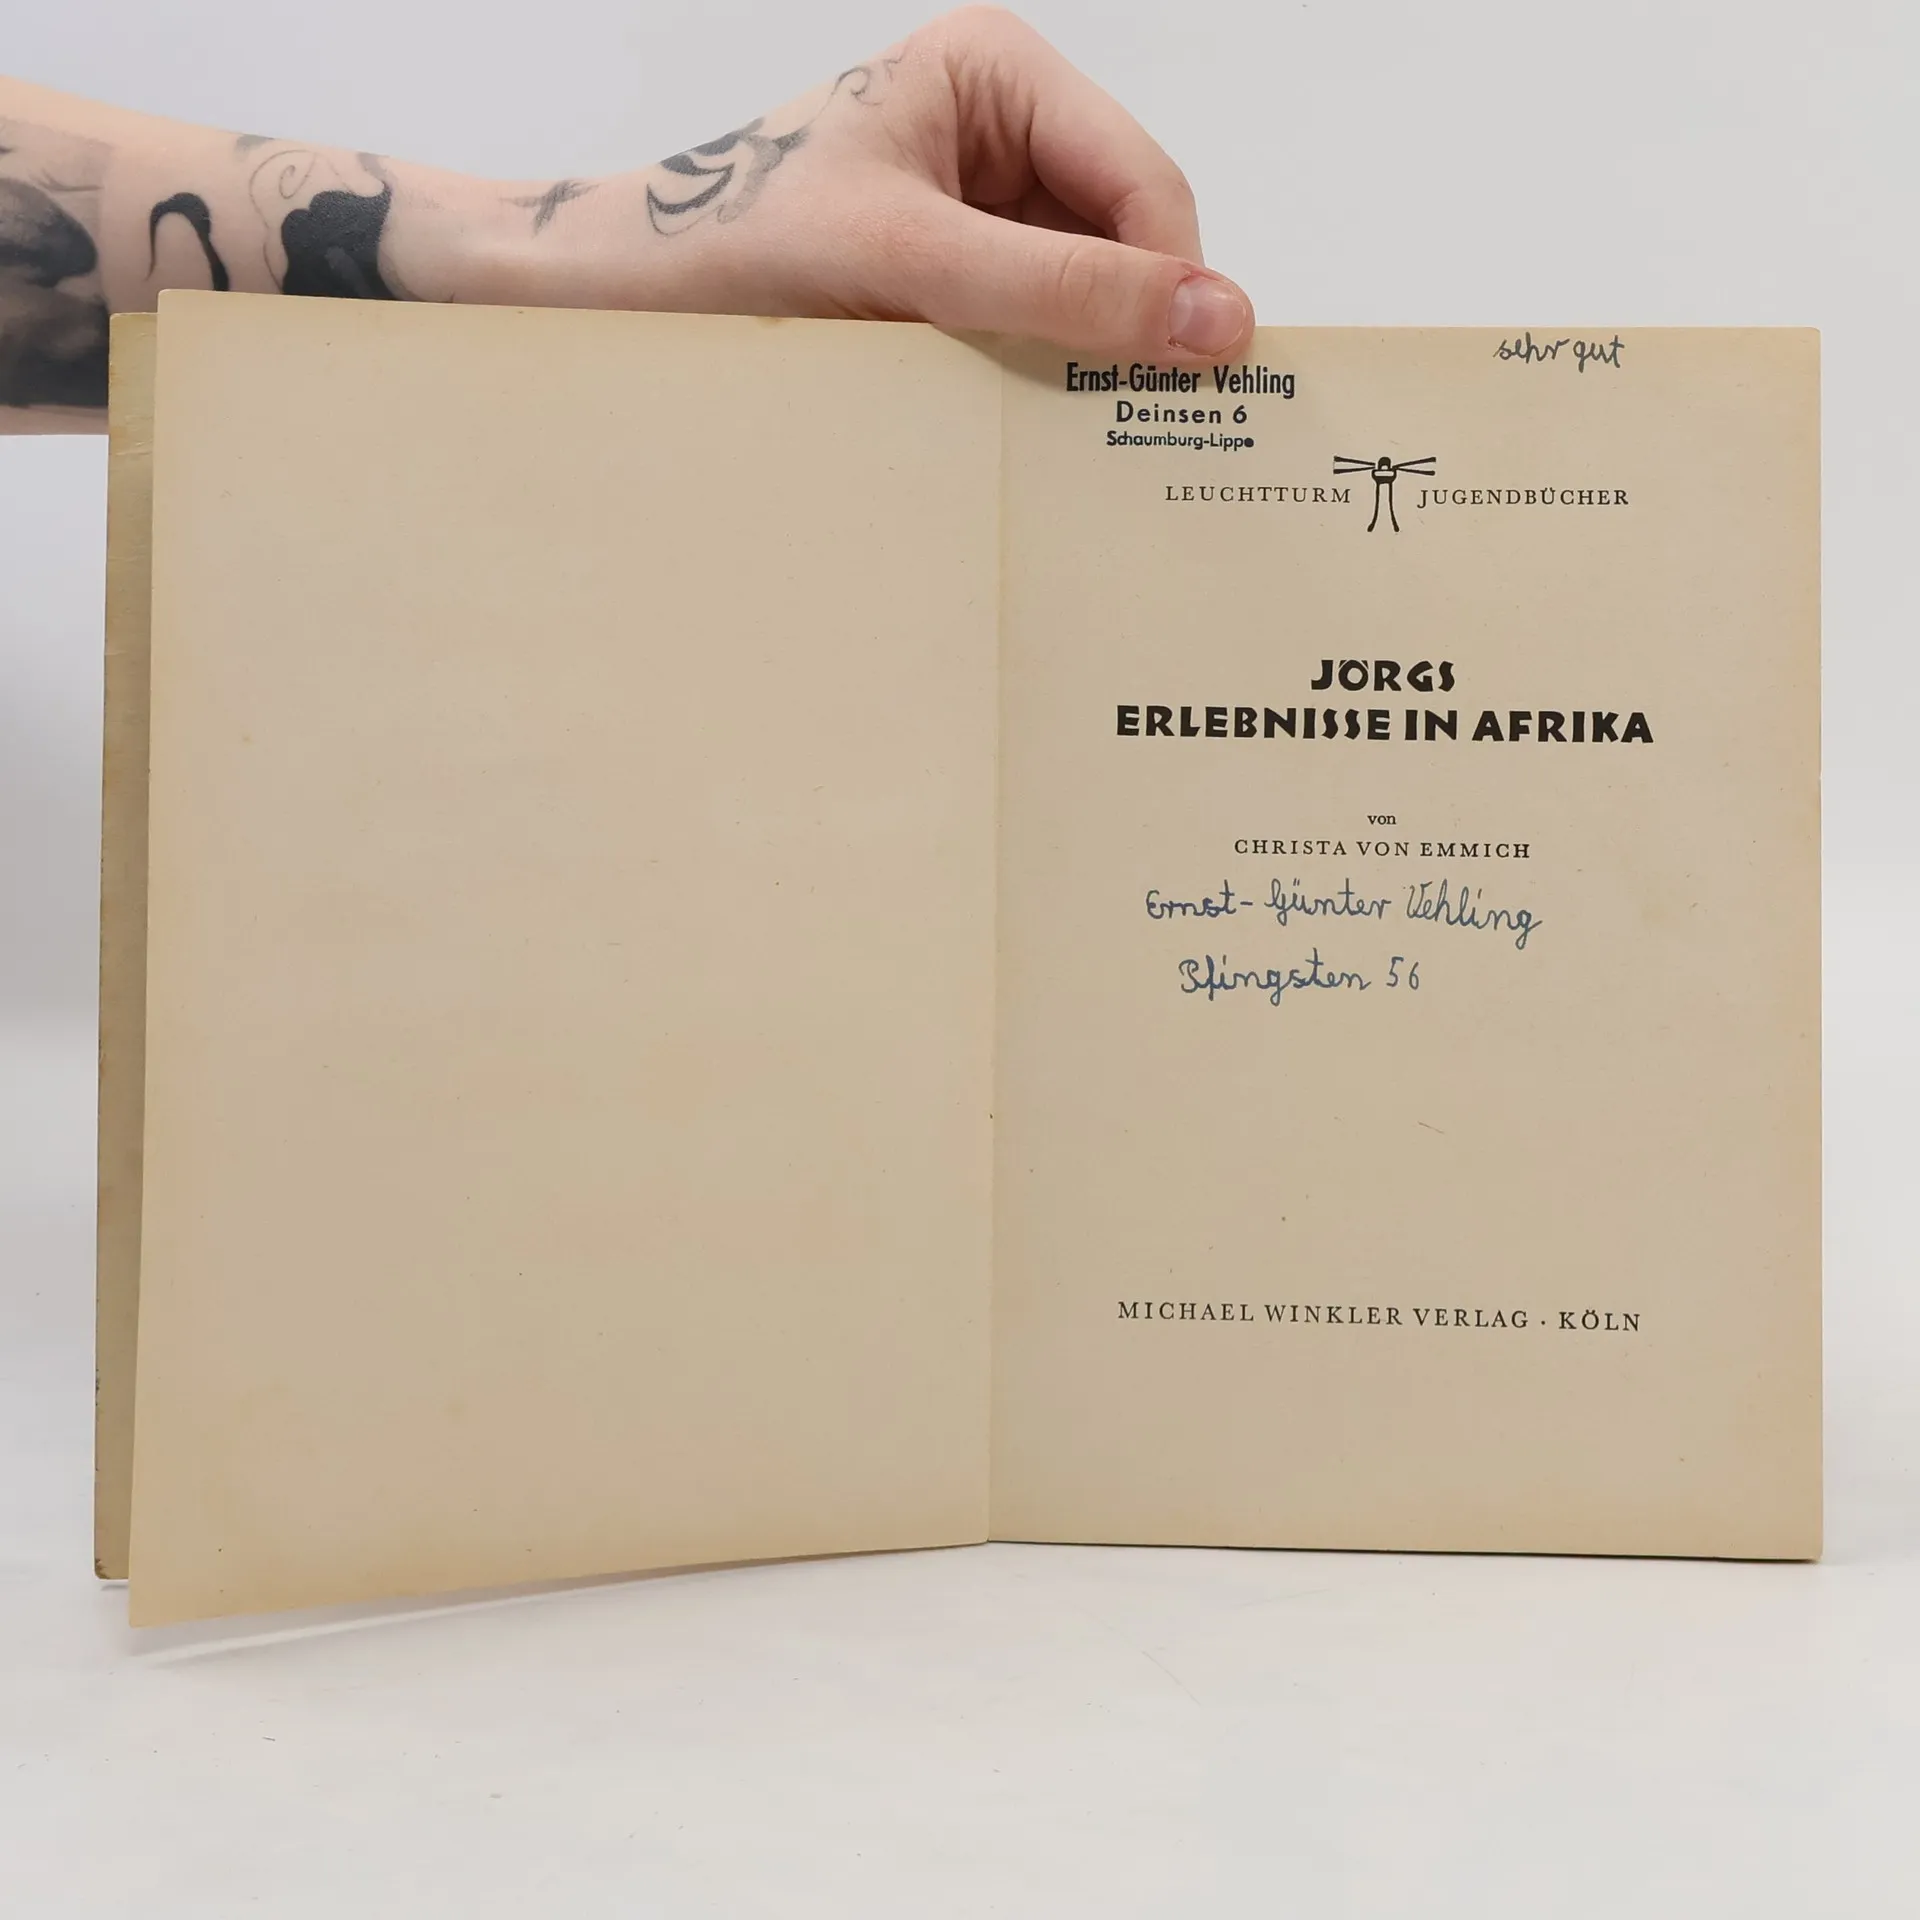 sehr gut
Ernst-Günter Vehling
Deinsen 6
Schaumburg-Lippe
LEUCHTTURM JUGENDBÜCHER
JÖRGS
ERLEBNISSE IN AFRIKA
von
CHRISTA VON EMMICH
Ernst-Günter Vehling
Pfingsten 56
MICHAEL WINKLER VERLAG · KÖLN